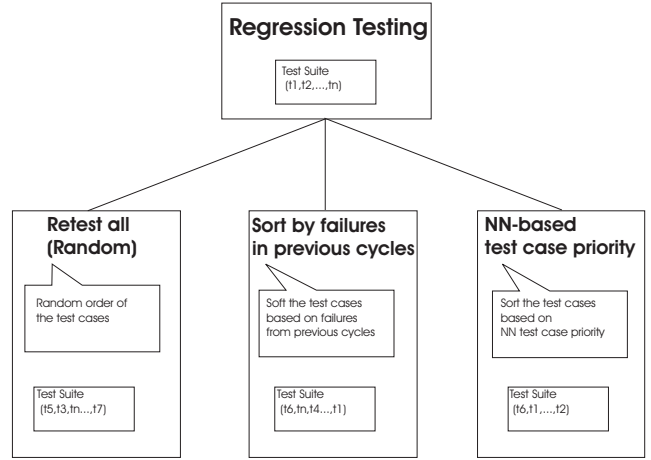 Regression Testing
Test Suite
(t1,t2,...,tn)
Retest all
(Random)
Random order of
the test cases
Test Suite
(t5,t3,tn...,t7)
Sort by failures
in previous cycles
Soft the test cases
based on failures
from previous cycles
Test Suite
(t6,tn,t4...,t1)
NN-based
test case priority
Sort the test cases
based on
NN test case priority
Test Suite
(t6,t1,...,t2)